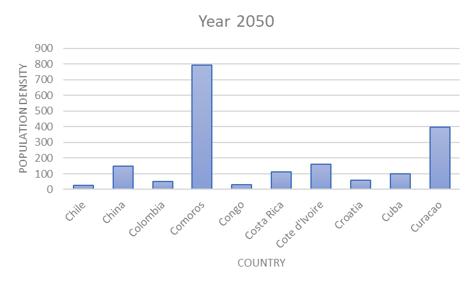 Year 2050
POPULATION DENSITY
900
800
700
600
500
400
300
200
100
0
Chile
China
Colombia
Comoros
Congo
Costa Rica
Cote d'Ivoire
Croatia
Cuba
Curacao
COUNTRY